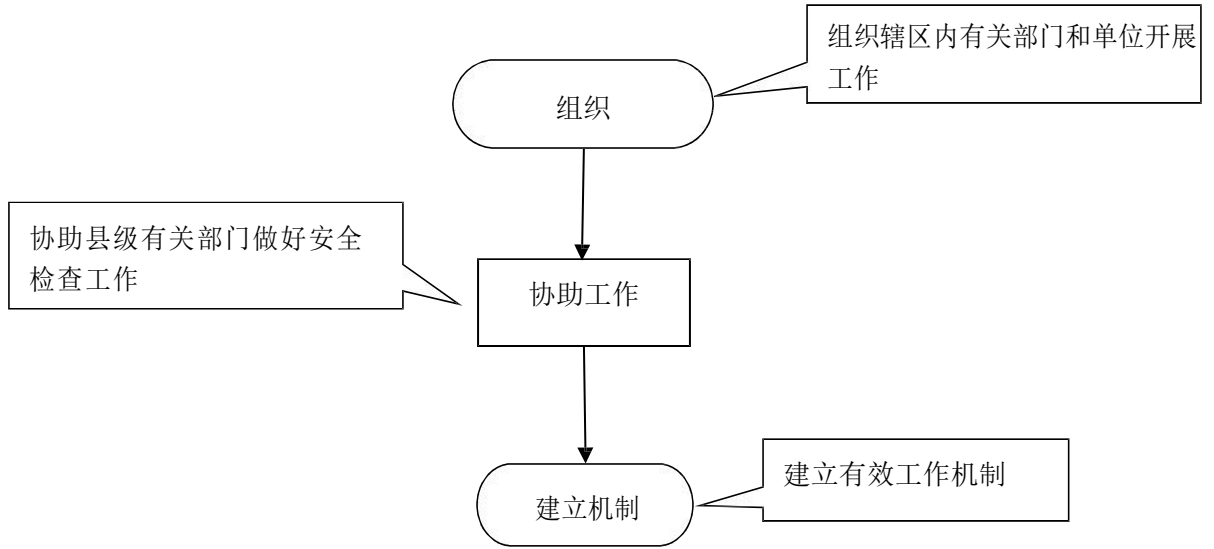 组织辖区内有关部门和单位开展
工作
组织
协助县级有关部门做好安全
检查工作
协助工作
建立有效工作机制
建立机制